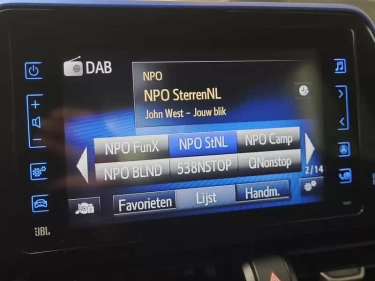 DAB
NPO
NPO SterrenNL
John West - Jouw blik
NPO FunX NPO StNL NPO Camp
NPO BLND 538NSTOP QNonstop
2/14
Favorieten Lijst Handm.
JBL